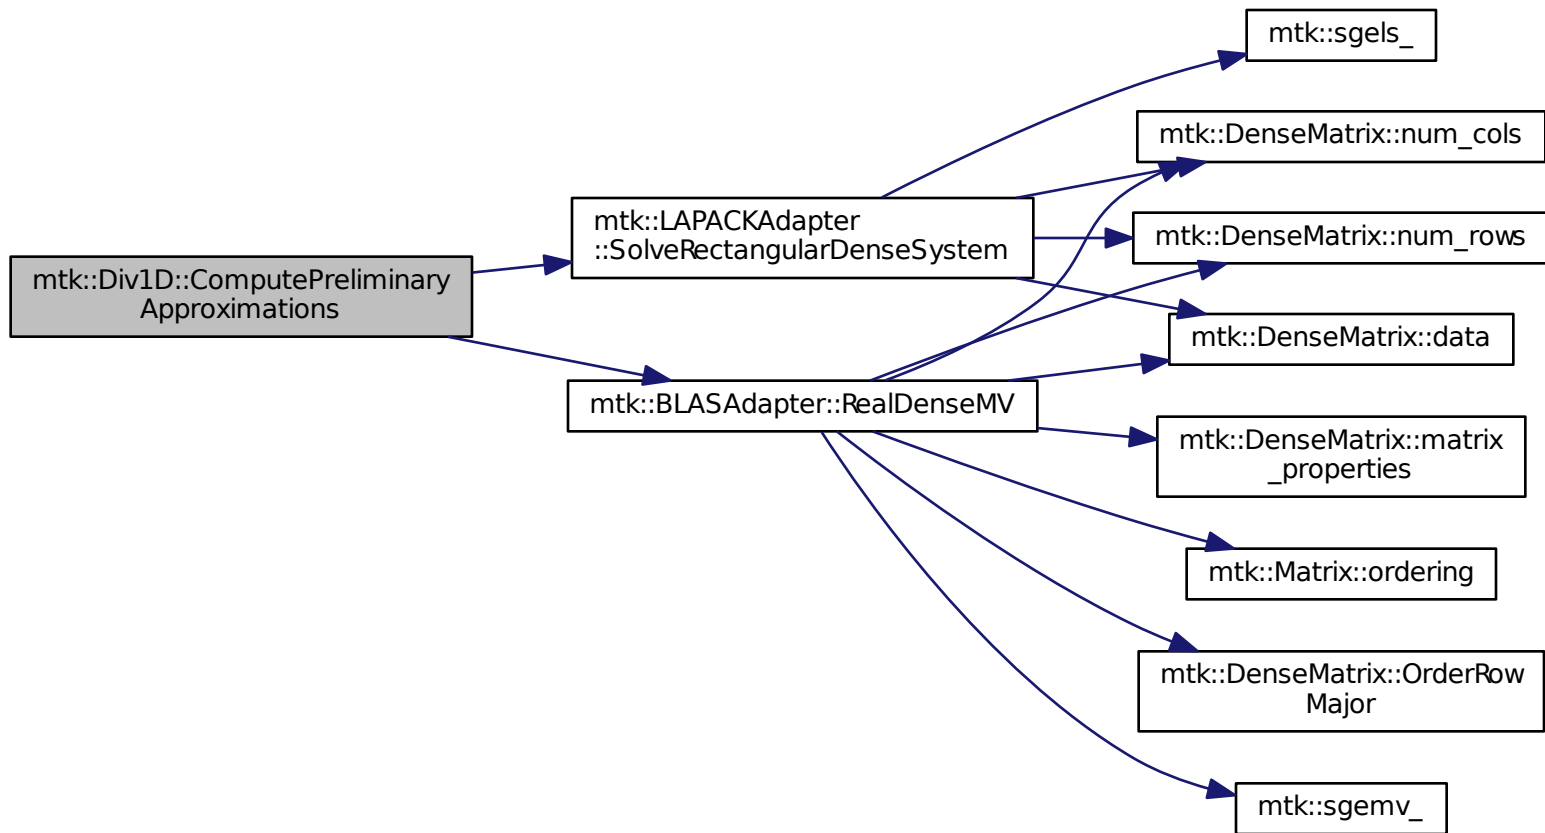 mtk::sgels_
mtk::DenseMatrix::num_cols
mtk::LAPACKAdapter
::SolveRectangularDenseSystem
mtk::DenseMatrix::num_rows
mtk::Div1D::ComputePreliminary
Approximations
mtk::DenseMatrix::data
mtk::BLASAdapter::RealDenseMV
mtk::DenseMatrix::matrix
_properties
mtk::Matrix::ordering
mtk::DenseMatrix::OrderRow
Major
mtk::sgemv_